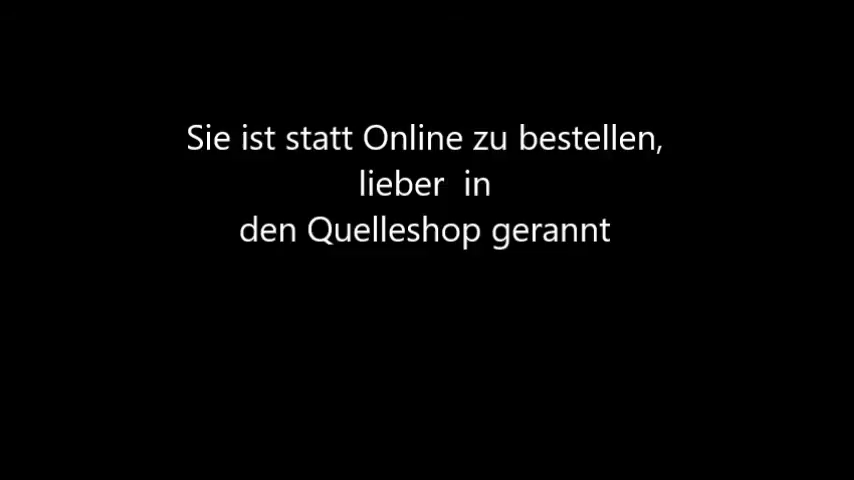 Sie ist statt Online zu bestellen,
lieber  in
den Quelleshop gerannt